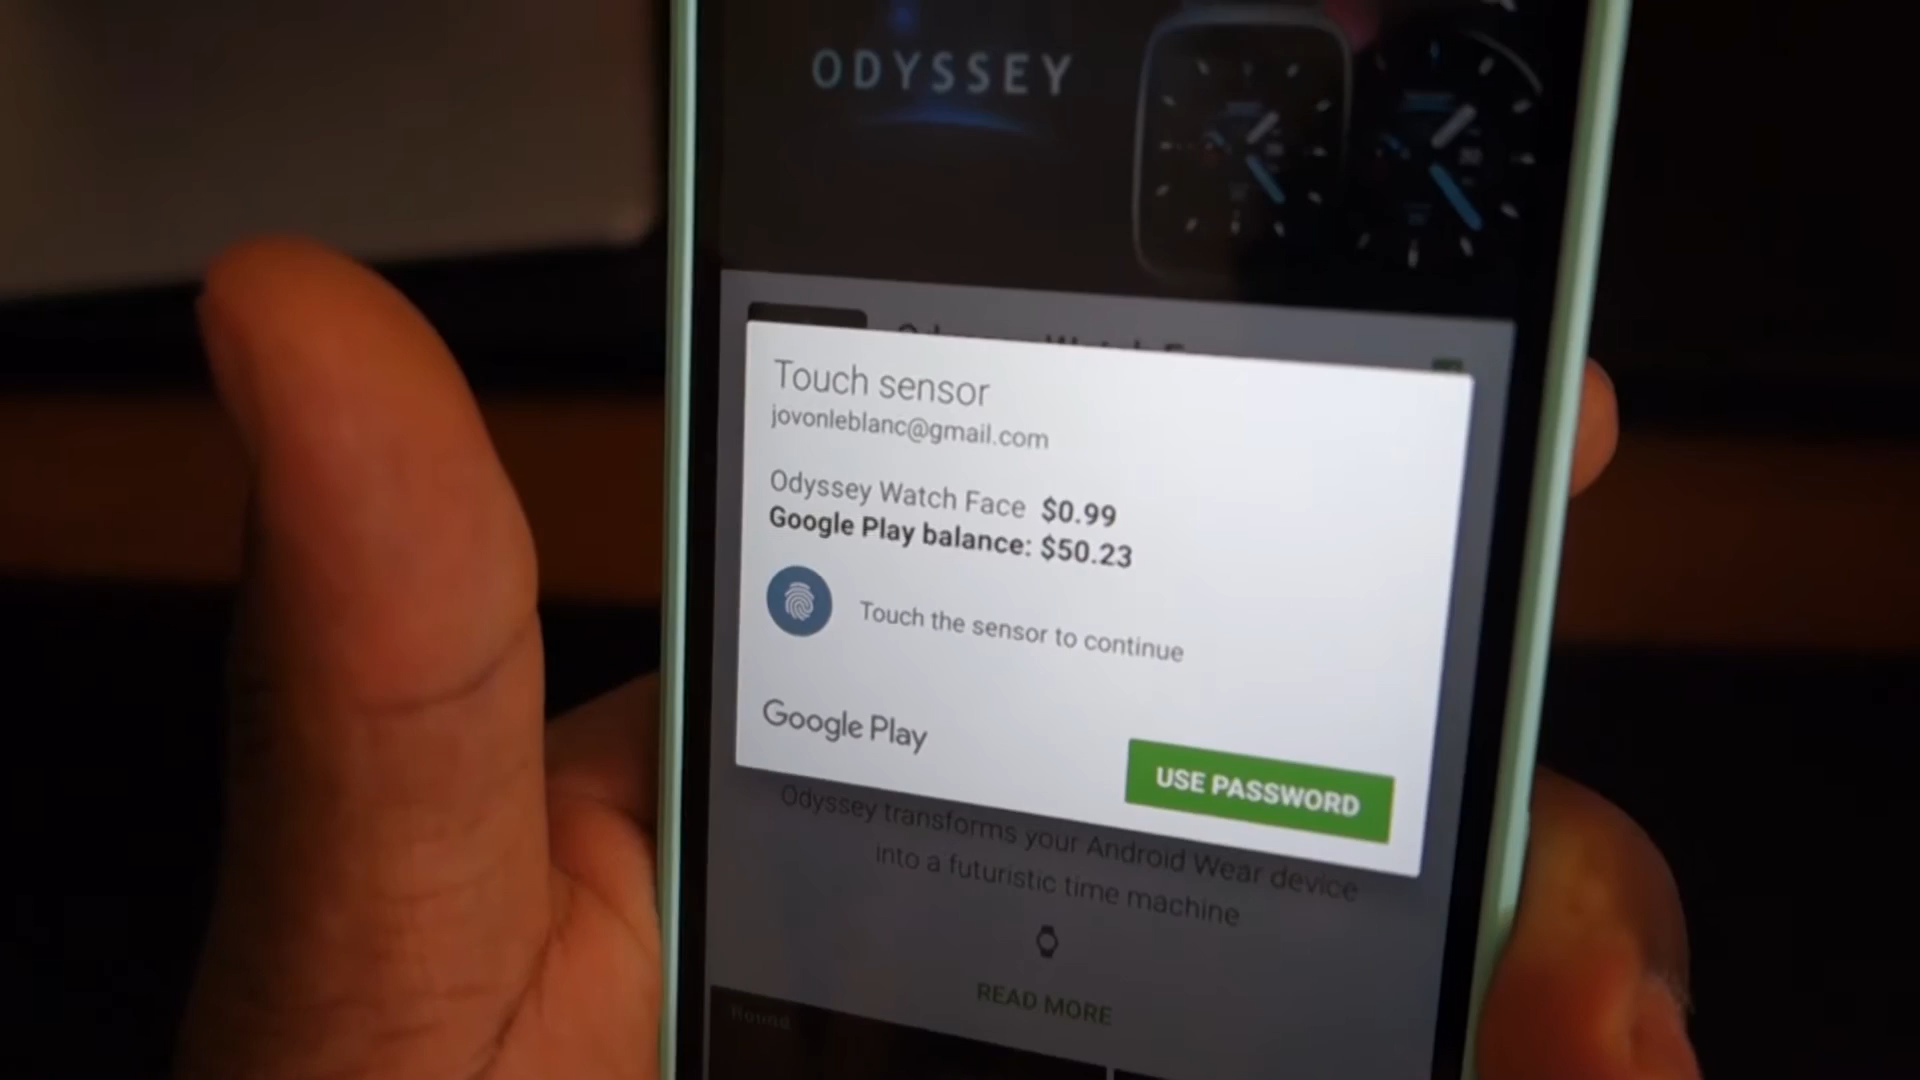 ODYSSEY
Touch sensor
jovonleblanc@gmail.com
Odyssey Watch Face $0.99
Google Play balance: $50.23
Touch the sensor to continue
Google Play
USE PASSWORD
Odyssey transforms your Android Wear device
into a futuristic time machine
READ MORE
Round